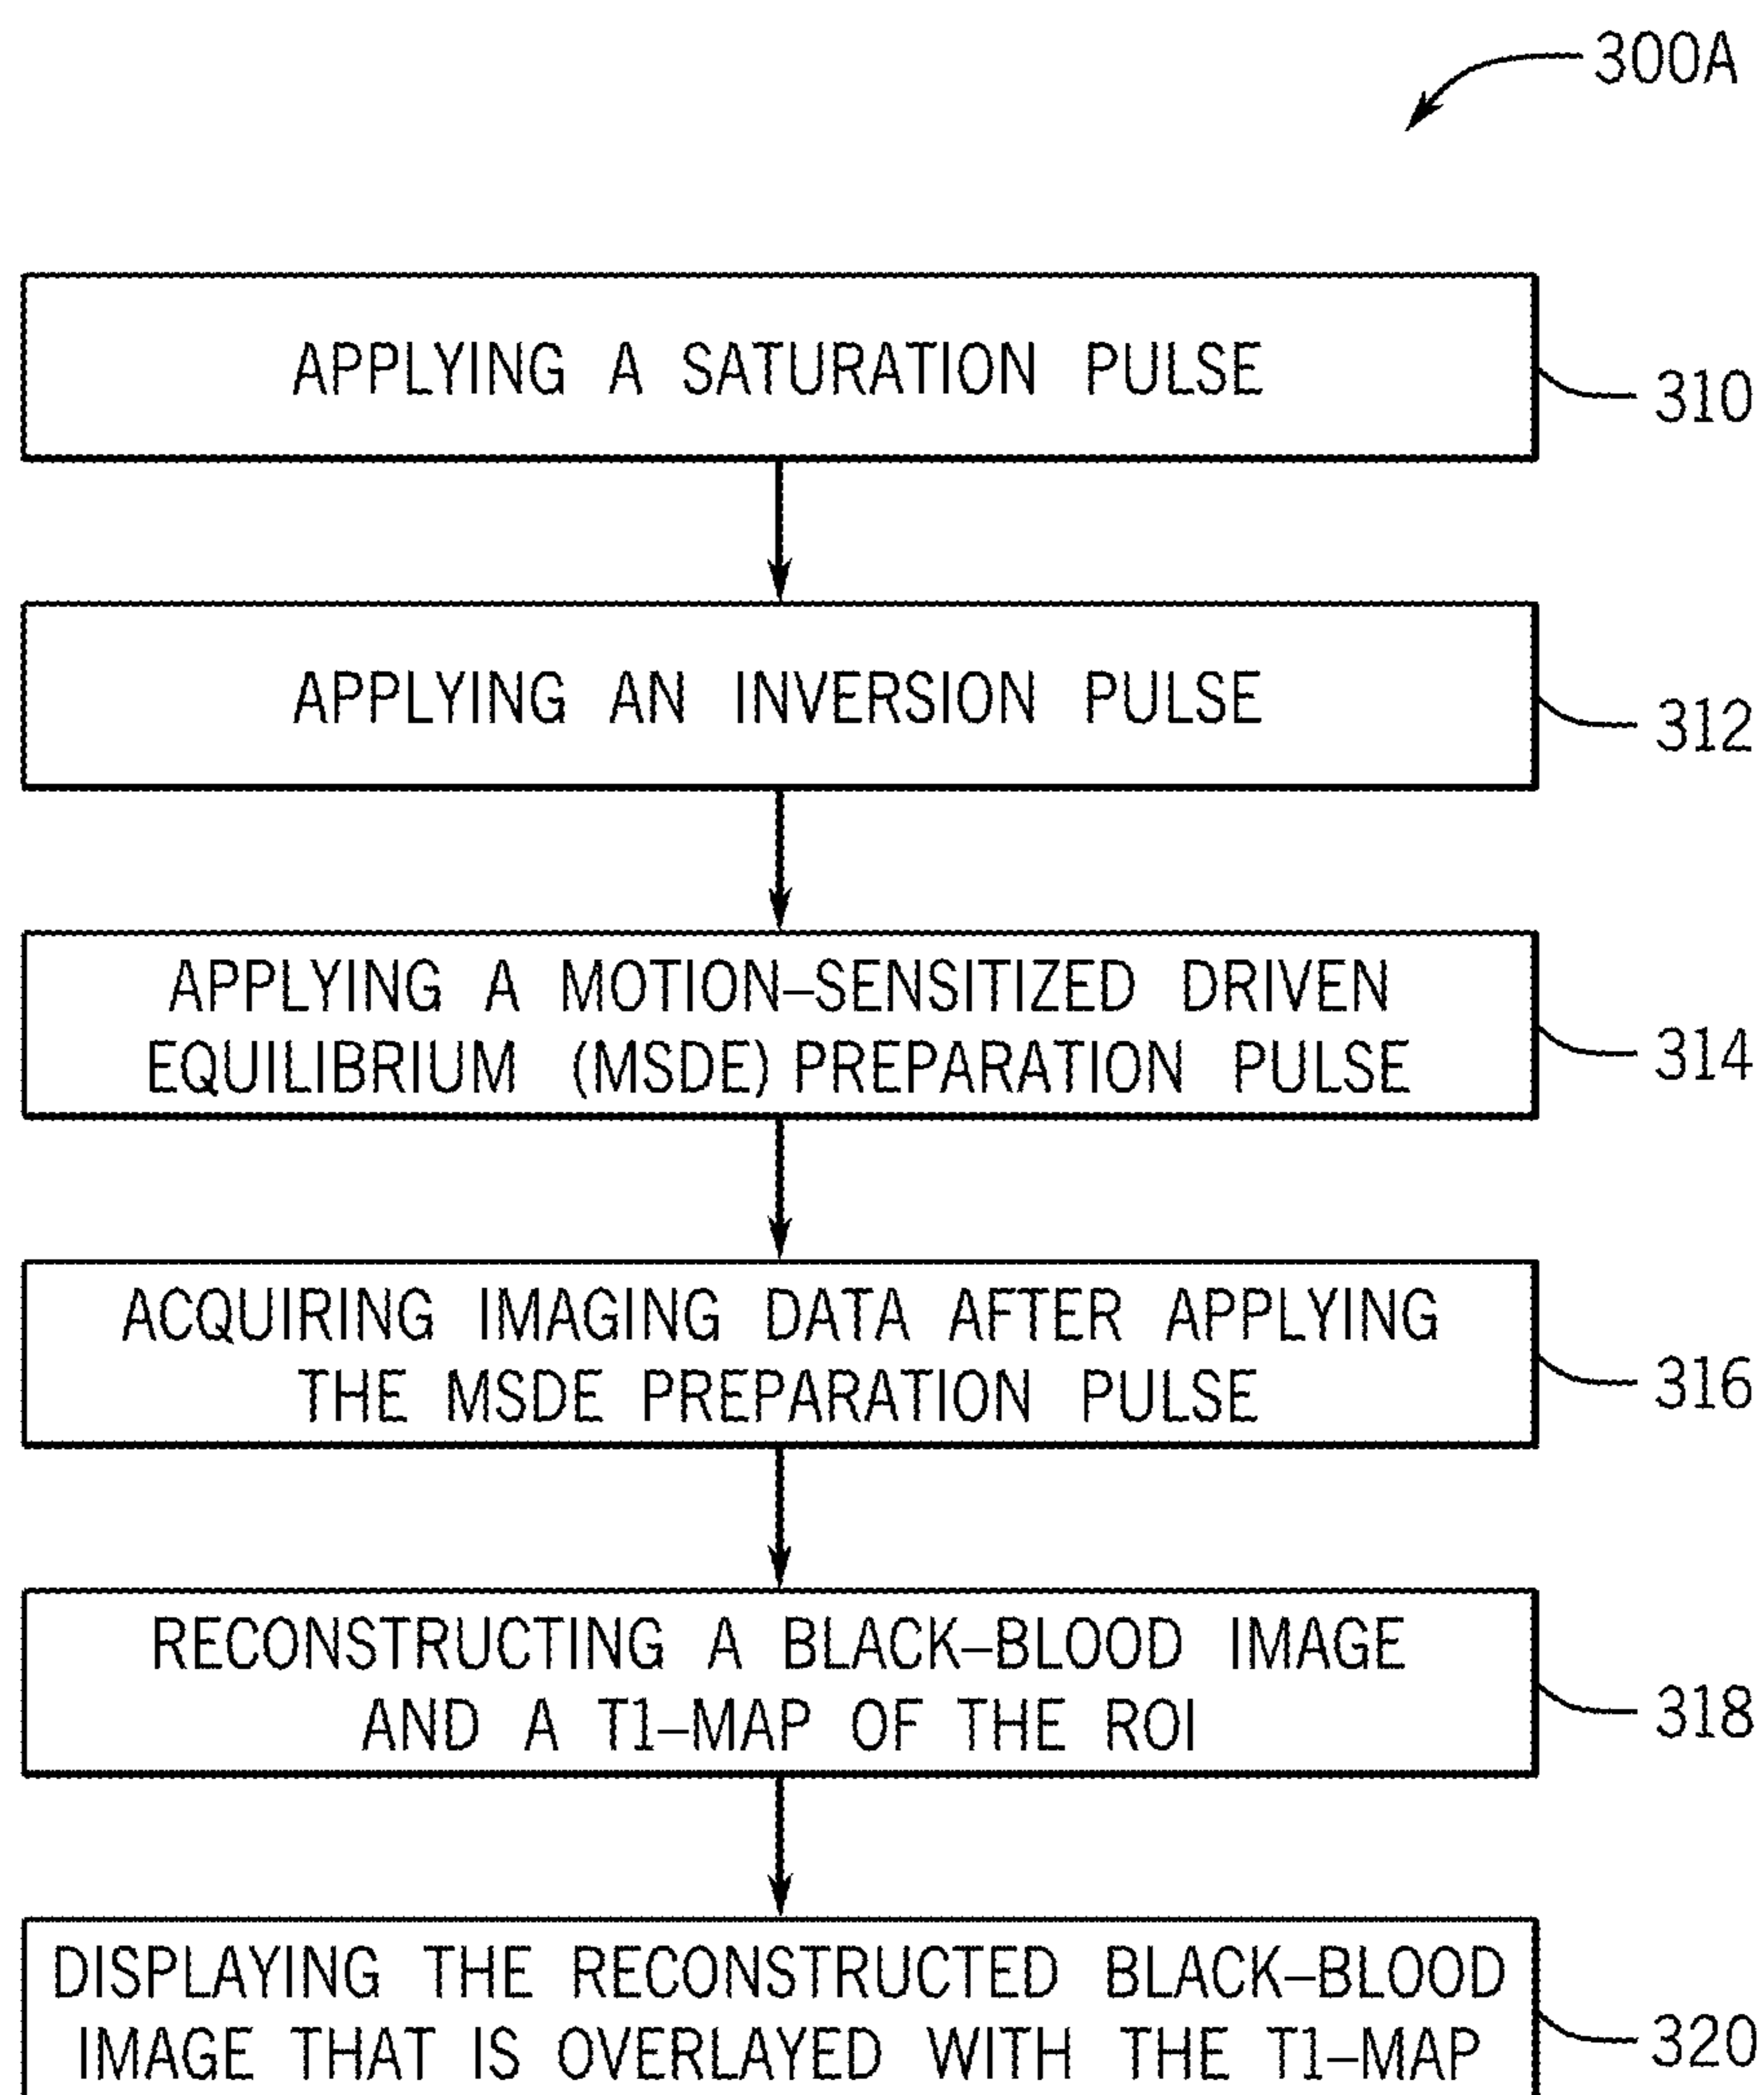 300A
APPLYING A SATURATION PULSE
310
APPLYING AN INVERSION PULSE
312
APPLYING A MOTION–SENSITIZED DRIVEN
EQUILIBRIUM (MSDE) PREPARATION PULSE
314
ACQUIRING IMAGING DATA AFTER APPLYING
THE MSDE PREPARATION PULSE
316
RECONSTRUCTING A BLACK–BLOOD IMAGE
AND A T1–MAP OF THE ROI
318
DISPLAYING THE RECONSTRUCTED BLACK–BLOOD
IMAGE THAT IS OVERLAYED WITH THE T1–MAP
320